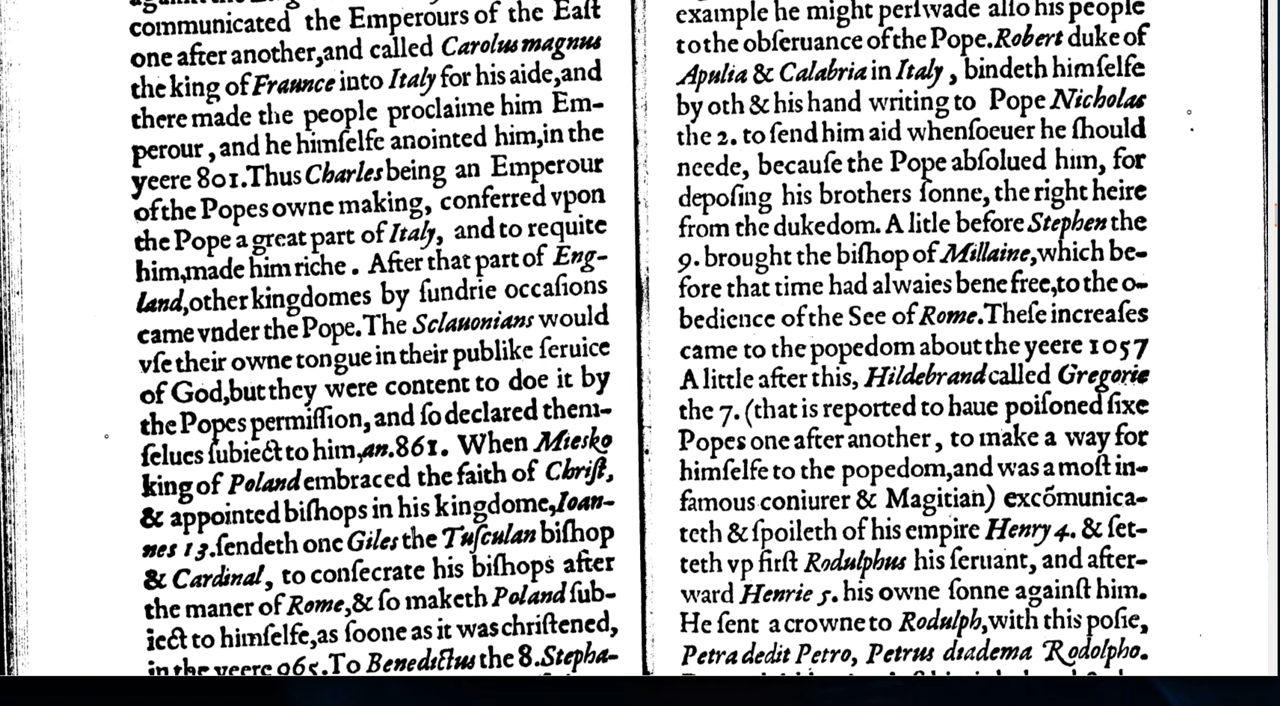 communicated the Emperours of the Eaſt
one after another,and called Carolus magnus
the king of Fraunce into Italy for his aide,and
there made the people proclaime him Em-
perour , and he himſelfe anointed him,in the
yeere 801.Thus Charles being an Emperour
of the Popes owne making, conferred vpon
the Pope a great part of Italy, and to requite
him,made him riche . After that part of Eng-
land,other kingdomes by ſundrie occaſions
came vnder the Pope.The Sclauonians would
vſe their owne tongue in their publike ſeruice
of God,but they were content to doe it by
the Popes permiſſion, and ſo declared them-
ſelues ſubiect to him,an.861. When Miesko
king of Poland embraced the faith of Chriſt,
& appointed biſhops in his kingdome,Ioan-
nes 13.ſendeth one Giles the Tuſculan biſhop
& Cardinal, to conſecrate his biſhops after
the maner of Rome,& ſo maketh Poland ſub-
iect to himſelfe,as ſoone as it was chriſtened,
in the yeere 965.To Benedictus the 8.Stepha-
example he might perſwade alſo his people
to the obſeruance of the Pope.Robert duke of
Apulia & Calabria in Italy , bindeth himſelfe
by oth & his hand writing to Pope Nicholas
the 2. to ſend him aid whenſoeuer he ſhould
neede, becauſe the Pope abſolued him, for
depoſing his brothers ſonne, the right heire
from the dukedom. A litle before Stephen the
9. brought the biſhop of Millaine,which be-
fore that time had alwaies bene free,to the o-
bedience of the See of Rome.Theſe increaſes
came to the popedom about the yeere 1057
A little after this, Hildebrand called Gregorie
the 7. (that is reported to haue poiſoned ſixe
Popes one after another , to make a way for
himſelfe to the popedom,and was a moſt in-
famous coniurer & Magitian) excõmunica-
teth & ſpoileth of his empire Henry 4. & ſet-
teth vp firſt Rodulphus his ſeruant, and after-
ward Henrie 5. his owne ſonne againſt him.
He ſent a crowne to Rodulph,with this poſie,
Petra dedit Petro, Petrus diadema Rodolpho.